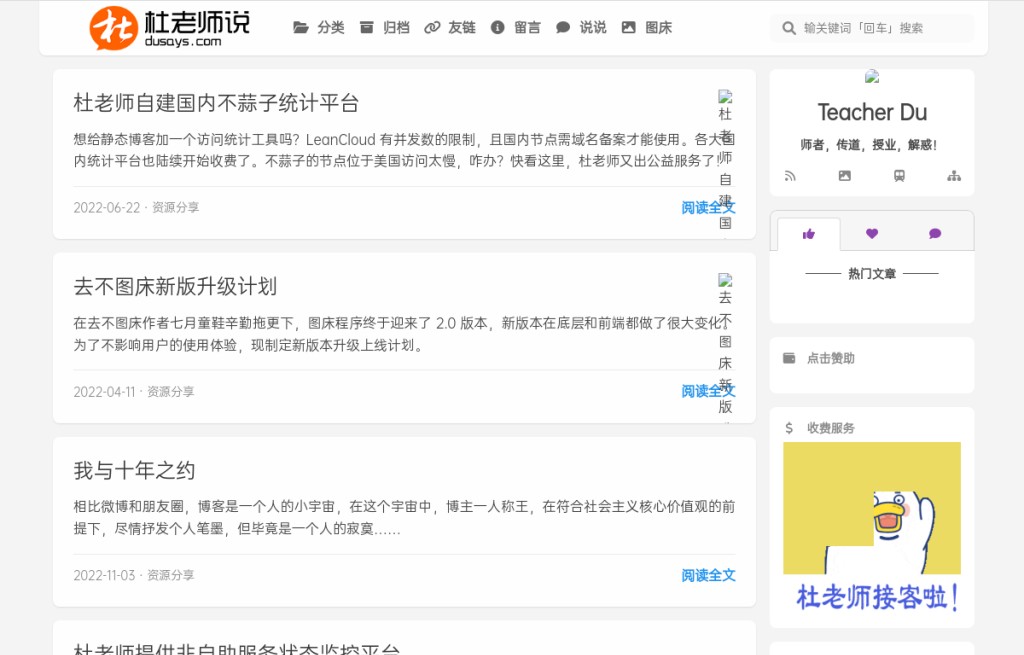 杜老师说
dusays.com
分类 归档 友链 留言 说说 图床
输关键词「回车」搜索
杜老师自建国内不蒜子统计平台
想给静态博客加一个访问统计工具吗？LeanCloud 有并发数的限制，且国内节点需域名备案才能使用。各大国
内统计平台也陆续开始收费了。不蒜子的节点位于美国访问太慢，咋办？快看这里，杜老师又出公益服务了！
杜
老
师
自
建
国
2022-06-22 · 资源分享
阅读全文
去不图床新版升级计划
在去不图床作者七月童鞋辛勤拖更下，图床程序终于迎来了 2.0 版本，新版本在底层和前端都做了很大变化。
为了不影响用户的使用体验，现制定新版本升级上线计划。
去
不
图
床
新
版
2022-04-11 · 资源分享
阅读全文
我与十年之约
相比微博和朋友圈，博客是一个人的小宇宙，在这个宇宙中，博主一人称王，在符合社会主义核心价值观的前
提下，尽情抒发个人笔墨，但毕竟是一个人的寂寞……
2022-11-03 · 资源分享
阅读全文
杜老师提供非自助服务状态监控平台
Teacher Du
师者，传道，授业，解惑！
热门文章
点击赞助
收费服务
杜老师接客啦！